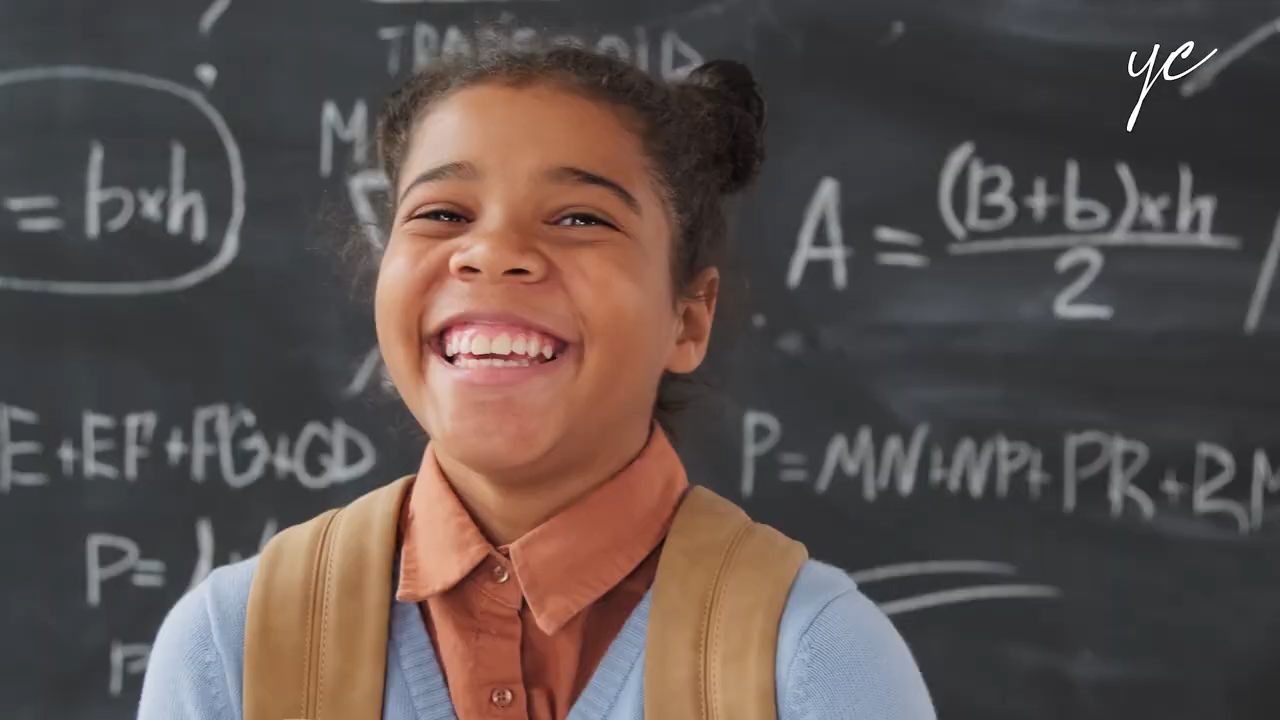 yc
= b×h
A = (B+b)×h
2
E+EF+FG+GD
P=MN+NP+PR+RM
P=